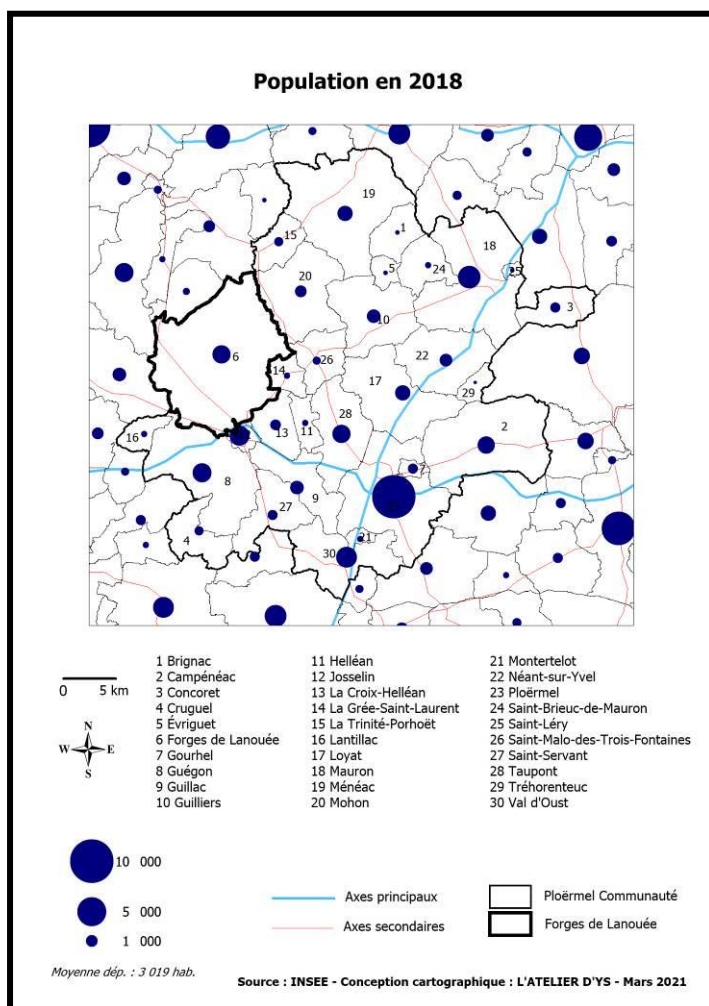 Population en 2018
19
1
15
18
5
24
25
20
3
10
6
22
26
14
17
29
28
13
11
16
2
12
7
8
9
23
27
4
21
30
0 5 km
N
W E
S
1 Brignac
2 Campénéac
3 Concoret
4 Cruguel
5 Évriguet
6 Forges de Lanouée
7 Gourhel
8 Guégon
9 Guillac
10 Guilliers
11 Helléan
12 Josselin
13 La Croix-Helléan
14 La Grée-Saint-Laurent
15 La Trinité-Porhoët
16 Lantillac
17 Loyat
18 Mauron
19 Ménéac
20 Mohon
21 Montertelot
22 Néant-sur-Yvel
23 Ploërmel
24 Saint-Brieuc-de-Mauron
25 Saint-Léry
26 Saint-Malo-des-Trois-Fontaines
27 Saint-Servant
28 Taupont
29 Tréhorenteuc
30 Val d'Oust
10 000
5 000
1 000
Axes principaux
Axes secondaires
Ploërmel Communauté
Forges de Lanouée
Moyenne dép. : 3 019 hab.
Source : INSEE - Conception cartographique : L'ATELIER D'YS - Mars 2021